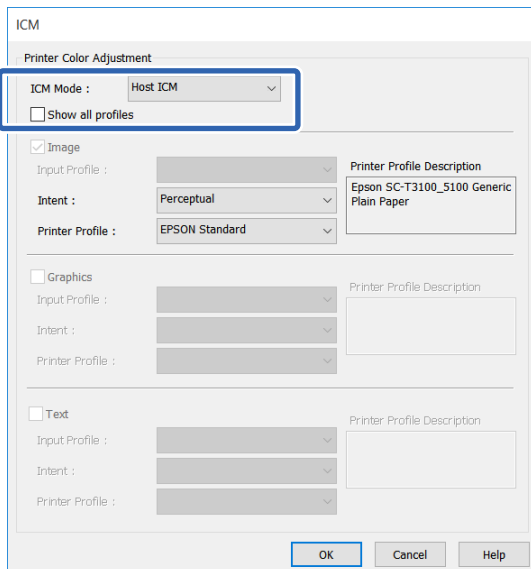 ICM
Printer Color Adjustment
ICM Mode : Host ICM
Show all profiles
Image
Input Profile : Printer Profile Description
Intent : Perceptual Epson SC-T3100_5100 Generic
Plain Paper
Printer Profile : EPSON Standard
Graphics
Input Profile : Printer Profile Description
Intent :
Printer Profile :
Text
Input Profile : Printer Profile Description
Intent :
Printer Profile :
OK Cancel Help